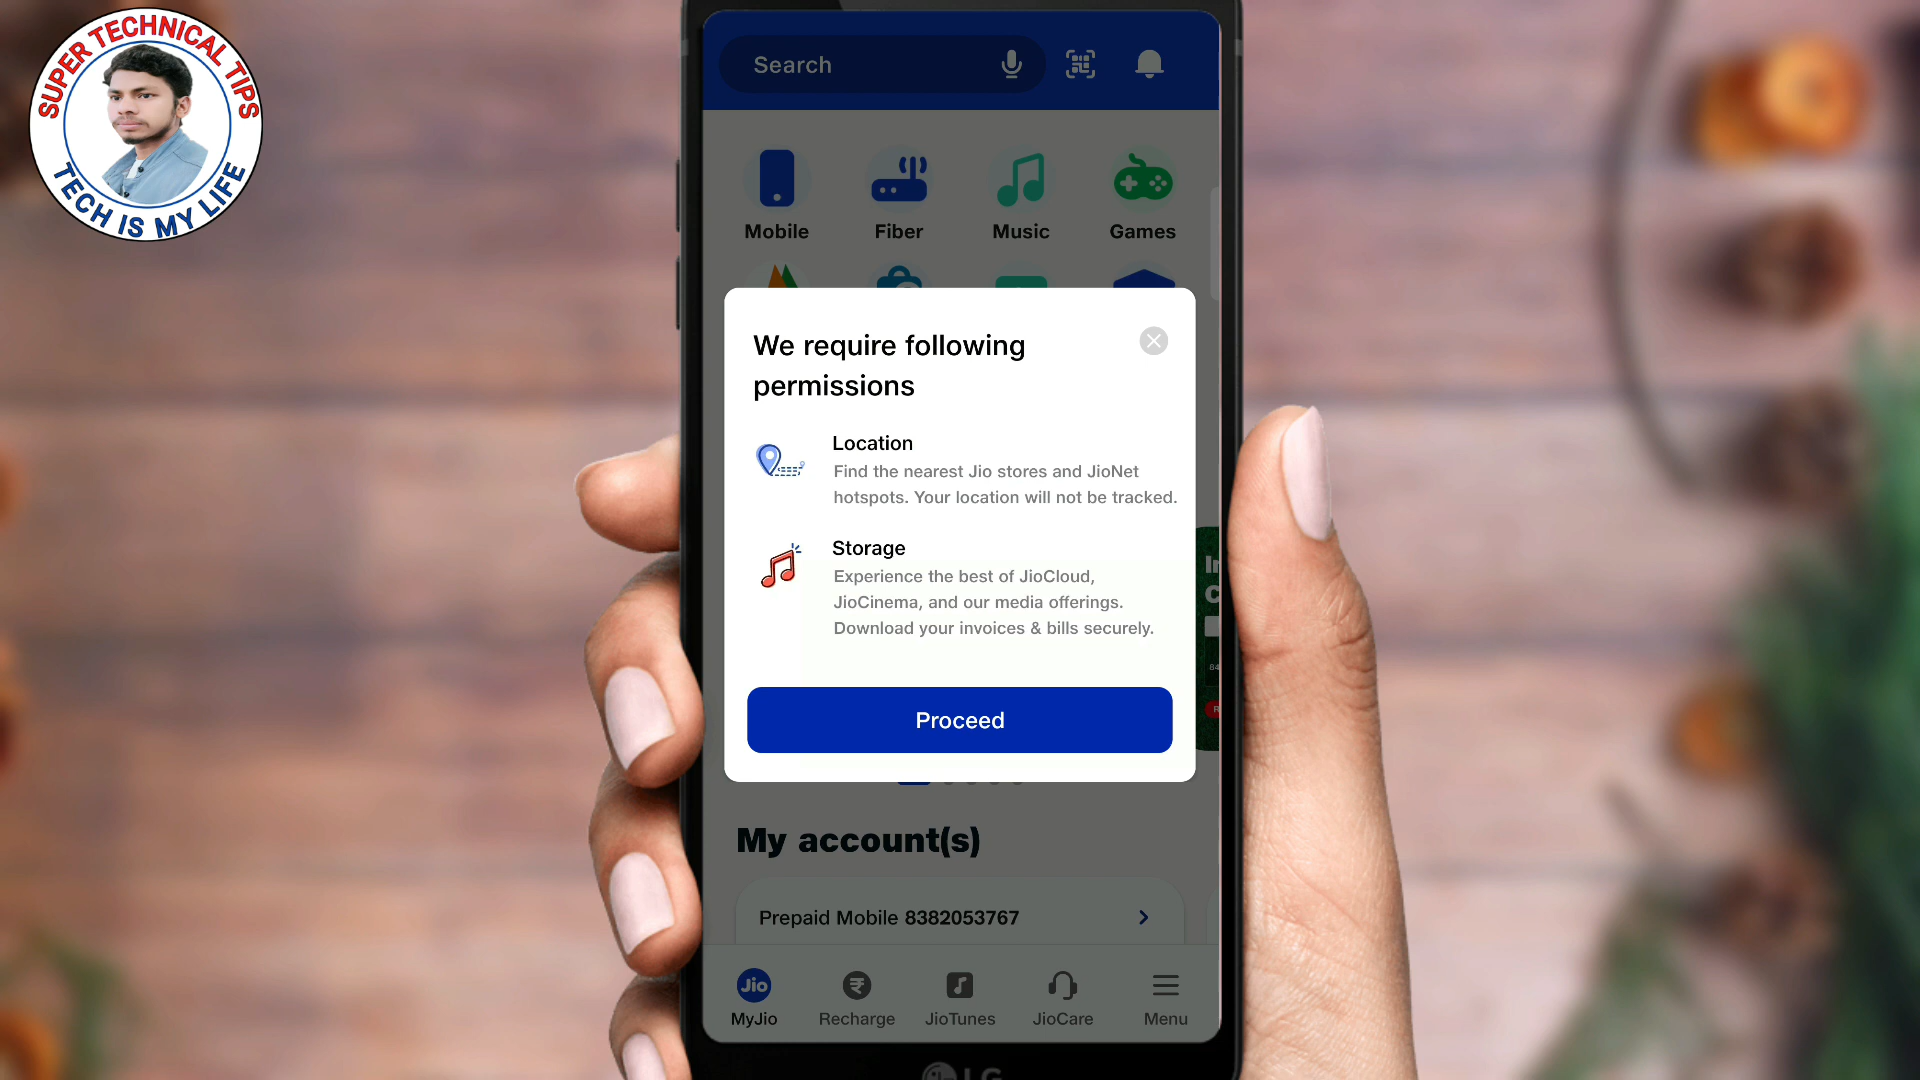 SUPER TECHNICAL TIPS
TECH IS MY LIFE
Search
Mobile
Fiber
Music
Games
We require following
permissions
Location
Find the nearest Jio stores and JioNet
hotspots. Your location will not be tracked.
Storage
Experience the best of JioCloud,
JioCinema, and our media offerings.
Download your invoices & bills securely.
Proceed
My account(s)
Prepaid Mobile 8382053767
Jio
MyJio
Recharge
JioTunes
JioCare
Menu
LG